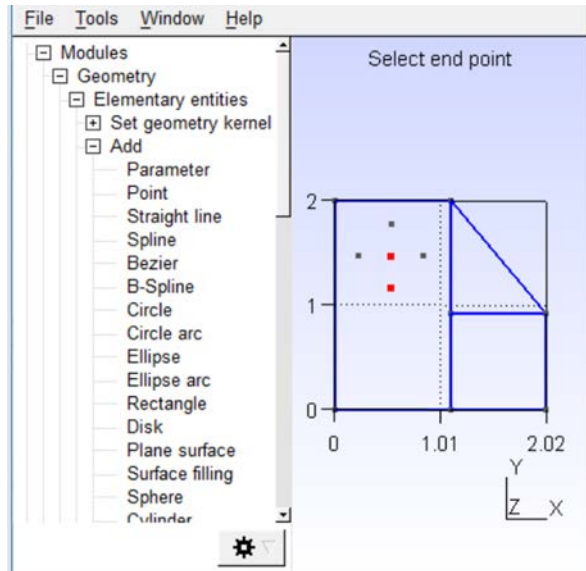 File Tools Window Help
Modules
Geometry
Elementary entities
Set geometry kernel
Add
Parameter
Point
Straight line
Spline
Bezier
B-Spline
Circle
Circle arc
Ellipse
Ellipse arc
Rectangle
Disk
Plane surface
Surface filling
Sphere
Cylinder
Select end point
2
1
0
0 1.01 2.02
Y
Z X